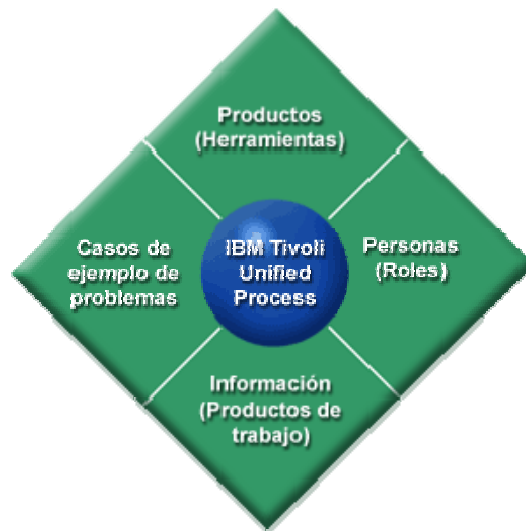 Productos
(Herramientas)
Casos de
ejemplo de
problemas
IBM Tivoli
Unified
Process
Personas
(Roles)
Información
(Productos de
trabajo)